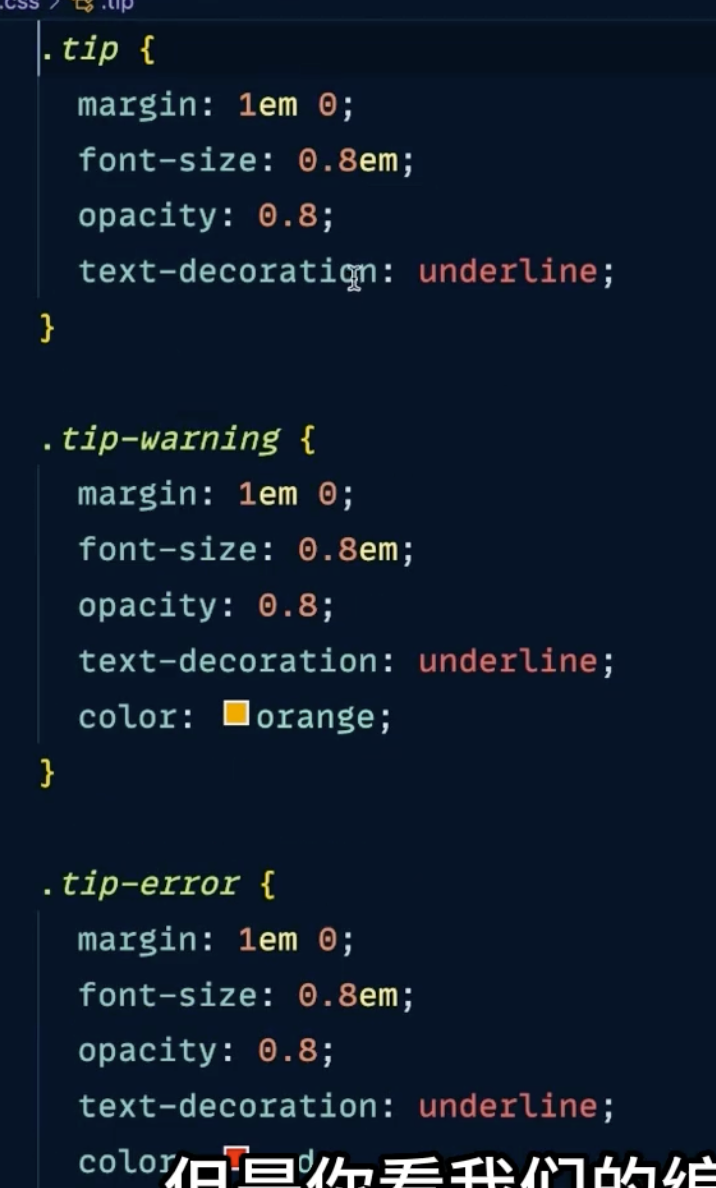 .css > .tip
.tip {
margin: 1em 0;
font-size: 0.8em;
opacity: 0.8;
text-decoration: underline;
}
.tip-warning {
margin: 1em 0;
font-size: 0.8em;
opacity: 0.8;
text-decoration: underline;
color: orange;
}
.tip-error {
margin: 1em 0;
font-size: 0.8em;
opacity: 0.8;
text-decoration: underline;
color
但是你看我们的编